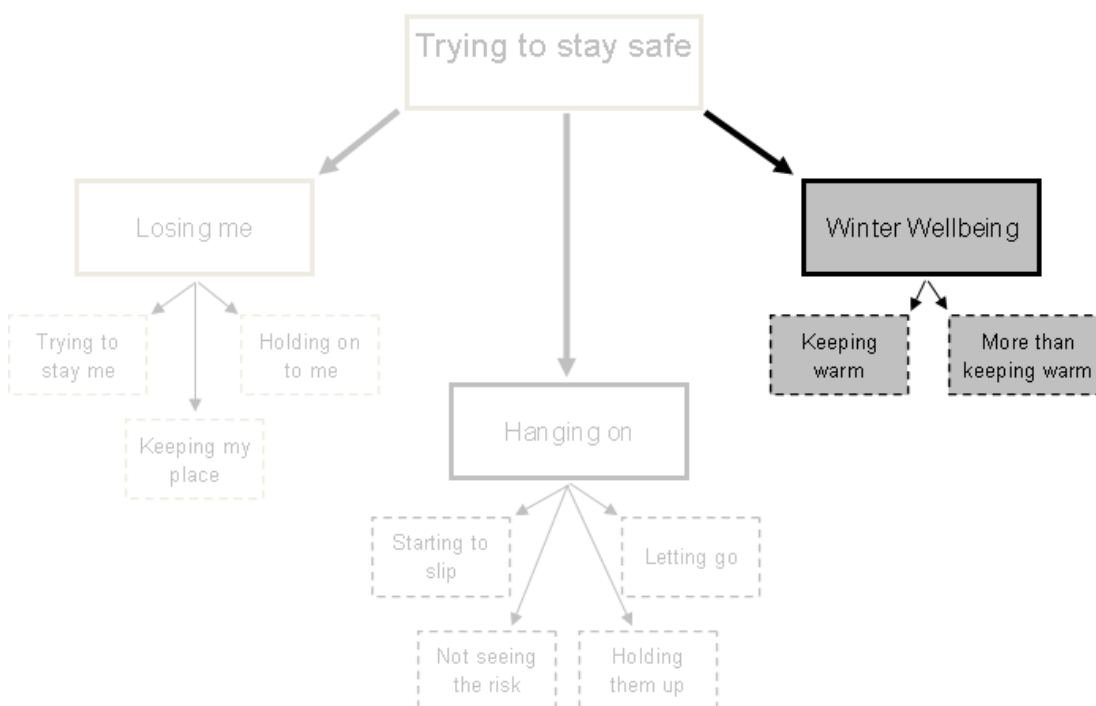 Trying to stay safe
Losing me
Winter Wellbeing
Trying to
stay me
Holding on
to me
Keeping my
place
Keeping
warm
More than
keeping warm
Hanging on
Starting to
slip
Letting go
Not seeing
the risk
Holding
them up